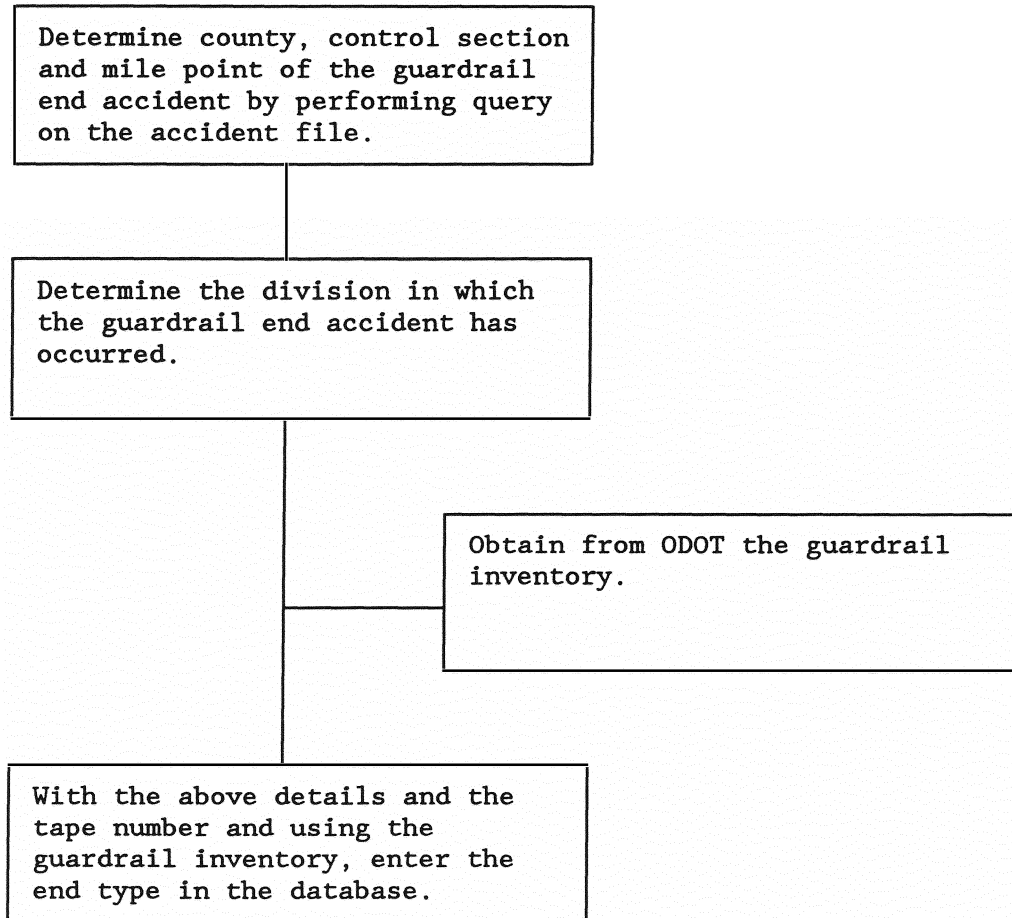 Determine county, control section
and mile point of the guardrail
end accident by performing query
on the accident file.
Determine the division in which
the guardrail end accident has
occurred.
Obtain from ODOT the guardrail
inventory.
With the above details and the
tape number and using the
guardrail inventory, enter the
end type in the database.